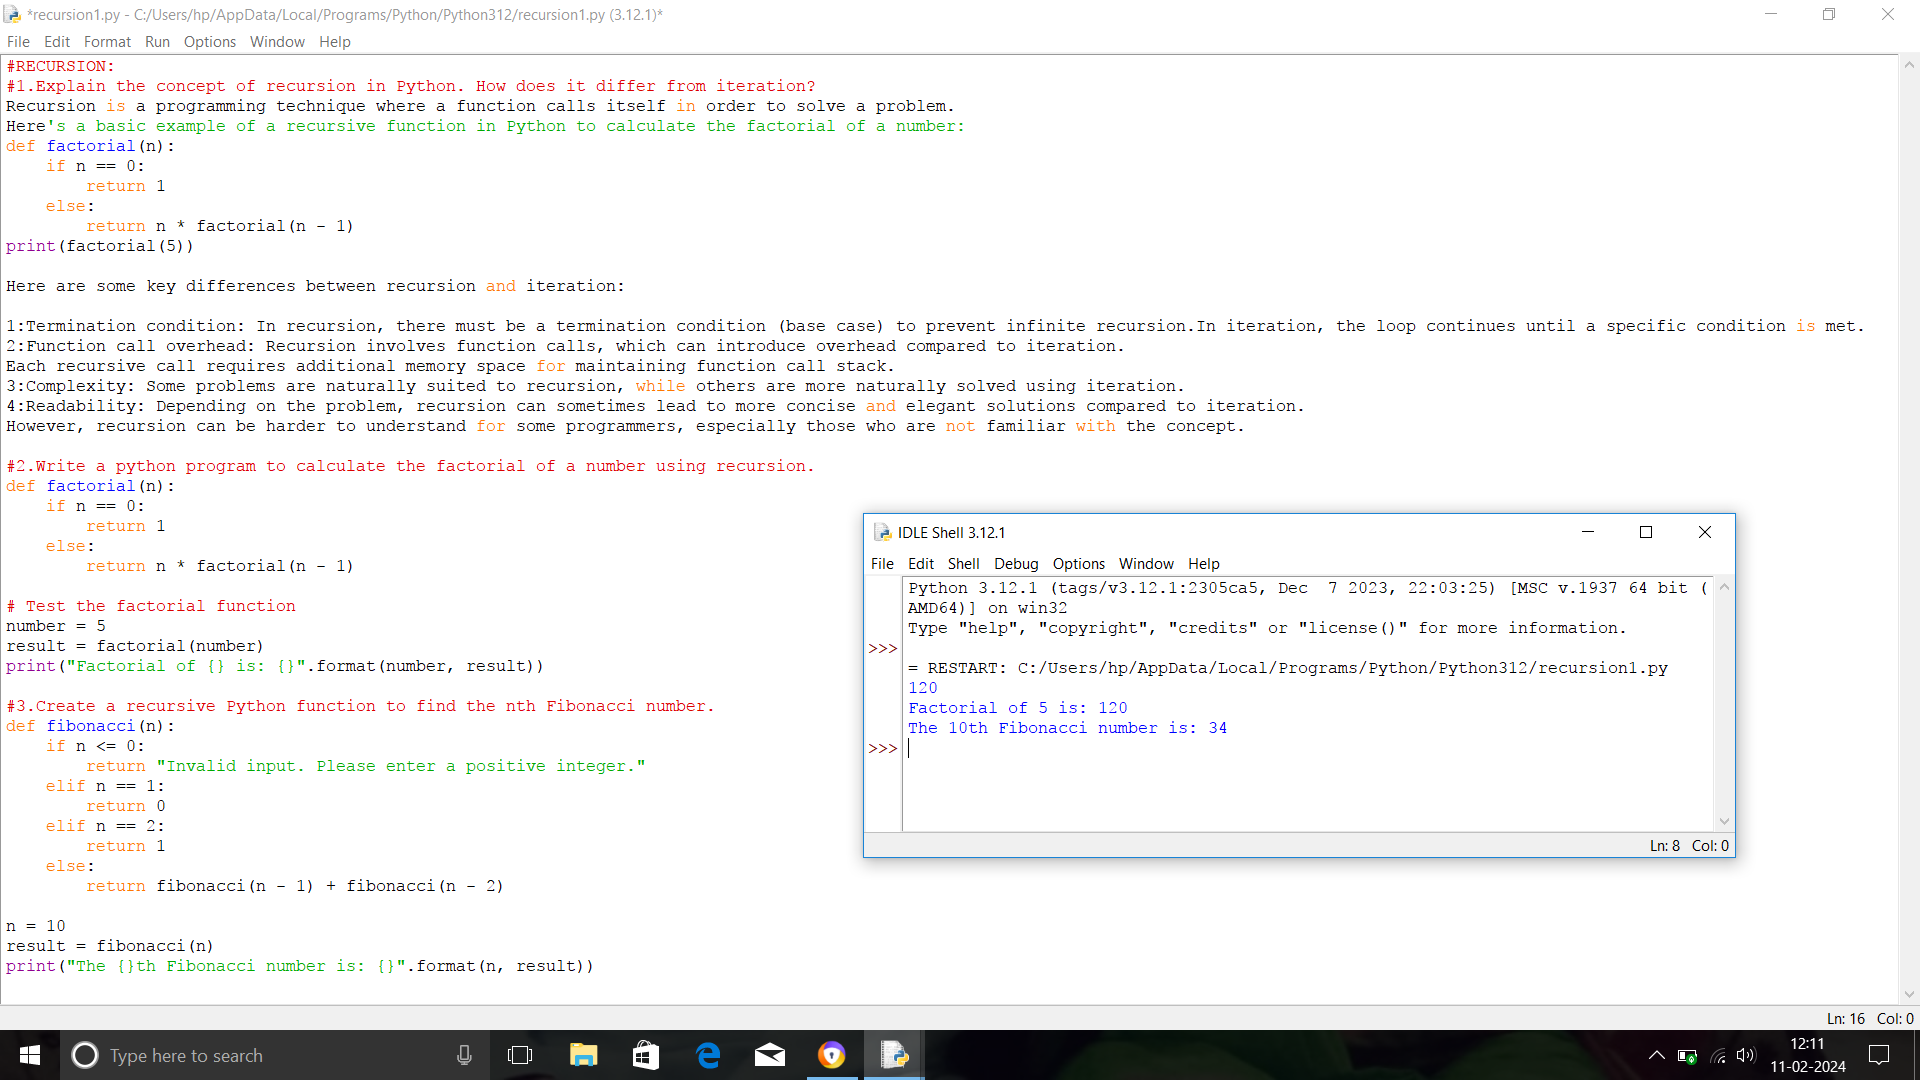 *recursion1.py - C:/Users/hp/AppData/Local/Programs/Python/Python312/recursion1.py (3.12.1)*
File Edit Format Run Options Window Help
#RECURSION:
#1.Explain the concept of recursion in Python. How does it differ from iteration?
Recursion is a programming technique where a function calls itself in order to solve a problem.
Here's a basic example of a recursive function in Python to calculate the factorial of a number:
def factorial(n):
    if n == 0:
        return 1
    else:
        return n * factorial(n - 1)
print(factorial(5))

Here are some key differences between recursion and iteration:

1:Termination condition: In recursion, there must be a termination condition (base case) to prevent infinite recursion.In iteration, the loop continues until a specific condition is met.
2:Function call overhead: Recursion involves function calls, which can introduce overhead compared to iteration.
Each recursive call requires additional memory space for maintaining function call stack.
3:Complexity: Some problems are naturally suited to recursion, while others are more naturally solved using iteration.
4:Readability: Depending on the problem, recursion can sometimes lead to more concise and elegant solutions compared to iteration.
However, recursion can be harder to understand for some programmers, especially those who are not familiar with the concept.

#2.Write a python program to calculate the factorial of a number using recursion.
def factorial(n):
    if n == 0:
        return 1
    else:
        return n * factorial(n - 1)

# Test the factorial function
number = 5
result = factorial(number)
print("Factorial of {} is: {}".format(number, result))

#3.Create a recursive Python function to find the nth Fibonacci number.
def fibonacci(n):
    if n <= 0:
        return "Invalid input. Please enter a positive integer."
    elif n == 1:
        return 0
    elif n == 2:
        return 1
    else:
        return fibonacci(n - 1) + fibonacci(n - 2)

n = 10
result = fibonacci(n)
print("The {}th Fibonacci number is: {}".format(n, result))
IDLE Shell 3.12.1
File Edit Shell Debug Options Window Help
Python 3.12.1 (tags/v3.12.1:2305ca5, Dec  7 2023, 22:03:25) [MSC v.1937 64 bit (
AMD64)] on win32
Type "help", "copyright", "credits" or "license()" for more information.
>>>
= RESTART: C:/Users/hp/AppData/Local/Programs/Python/Python312/recursion1.py
120
Factorial of 5 is: 120
The 10th Fibonacci number is: 34
>>>
Ln: 8 Col: 0
Ln: 16 Col: 0
Type here to search
12:11
11-02-2024